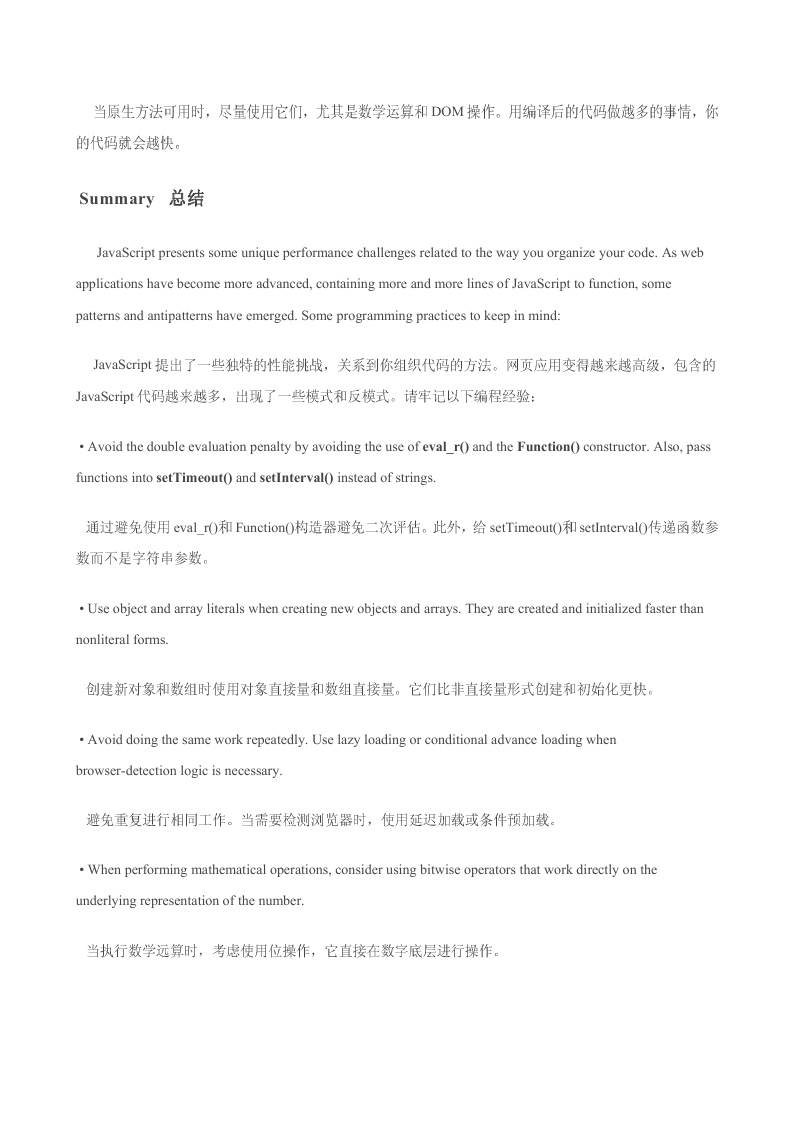 当原生方法可用时，尽量使用它们，尤其是数学运算和 DOM 操作。用编译后的代码做越多的事情，你
的代码就会越快。
Summary 总结
JavaScript presents some unique performance challenges related to the way you organize your code. As web
applications have become more advanced, containing more and more lines of JavaScript to function, some
patterns and antipatterns have emerged. Some programming practices to keep in mind:
JavaScript 提出了一些独特的性能挑战，关系到你组织代码的方法。网页应用变得越来越高级，包含的
JavaScript 代码越来越多，出现了一些模式和反模式。请牢记以下编程经验：
• Avoid the double evaluation penalty by avoiding the use of eval_r() and the Function() constructor. Also, pass
functions into setTimeout() and setInterval() instead of strings.
通过避免使用 eval_r()和 Function()构造器避免二次评估。此外，给 setTimeout()和 setInterval()传递函数参
数而不是字符串参数。
• Use object and array literals when creating new objects and arrays. They are created and initialized faster than
nonliteral forms.
创建新对象和数组时使用对象直接量和数组直接量。它们比非直接量形式创建和初始化更快。
• Avoid doing the same work repeatedly. Use lazy loading or conditional advance loading when
browser-detection logic is necessary.
避免重复进行相同工作。当需要检测浏览器时，使用延迟加载或条件预加载。
• When performing mathematical operations, consider using bitwise operators that work directly on the
underlying representation of the number.
当执行数学远算时，考虑使用位操作，它直接在数字底层进行操作。